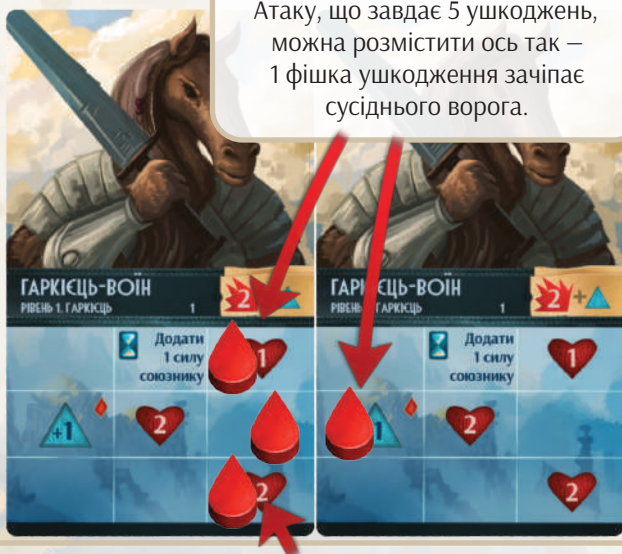 Атаку, що завдає 5 ушкоджень,
можна розмістити ось так —
1 фішка ушкодження зачіпає
сусіднього ворога.
ГАРКІЄЦЬ-ВОЇН
РІВЕНЬ 1. ГАРКІЄЦЬ 1
2
Додати
1 силу
союзнику
1
+1
2
2
ГАР ЄЦЬ-ВОЇН
РІВЕНЬ ГАРКІЄЦЬ 1
2 +
Додати
1 силу
союзнику
1
1
2
2